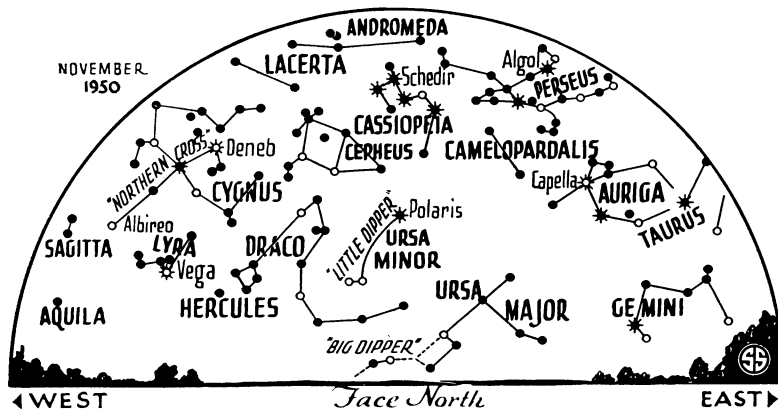 NOVEMBER
1950
ANDROMEDA
LACERTA
Schedir
Algol
PERSEUS
CASSIOPEIA
CEPHEUS
CAMELOPARDALIS
"NORTHERN CROSS"
Deneb
CYGNUS
Capella
AURIGA
TAURUS
Albireo
SAGITTA
LYRA
Vega
DRACO
"LITTLE DIPPER"
Polaris
URSA
MINOR
HERCULES
AQUILA
URSA MAJOR
GEMINI
"BIG DIPPER"
SS
WEST
Face North
EAST